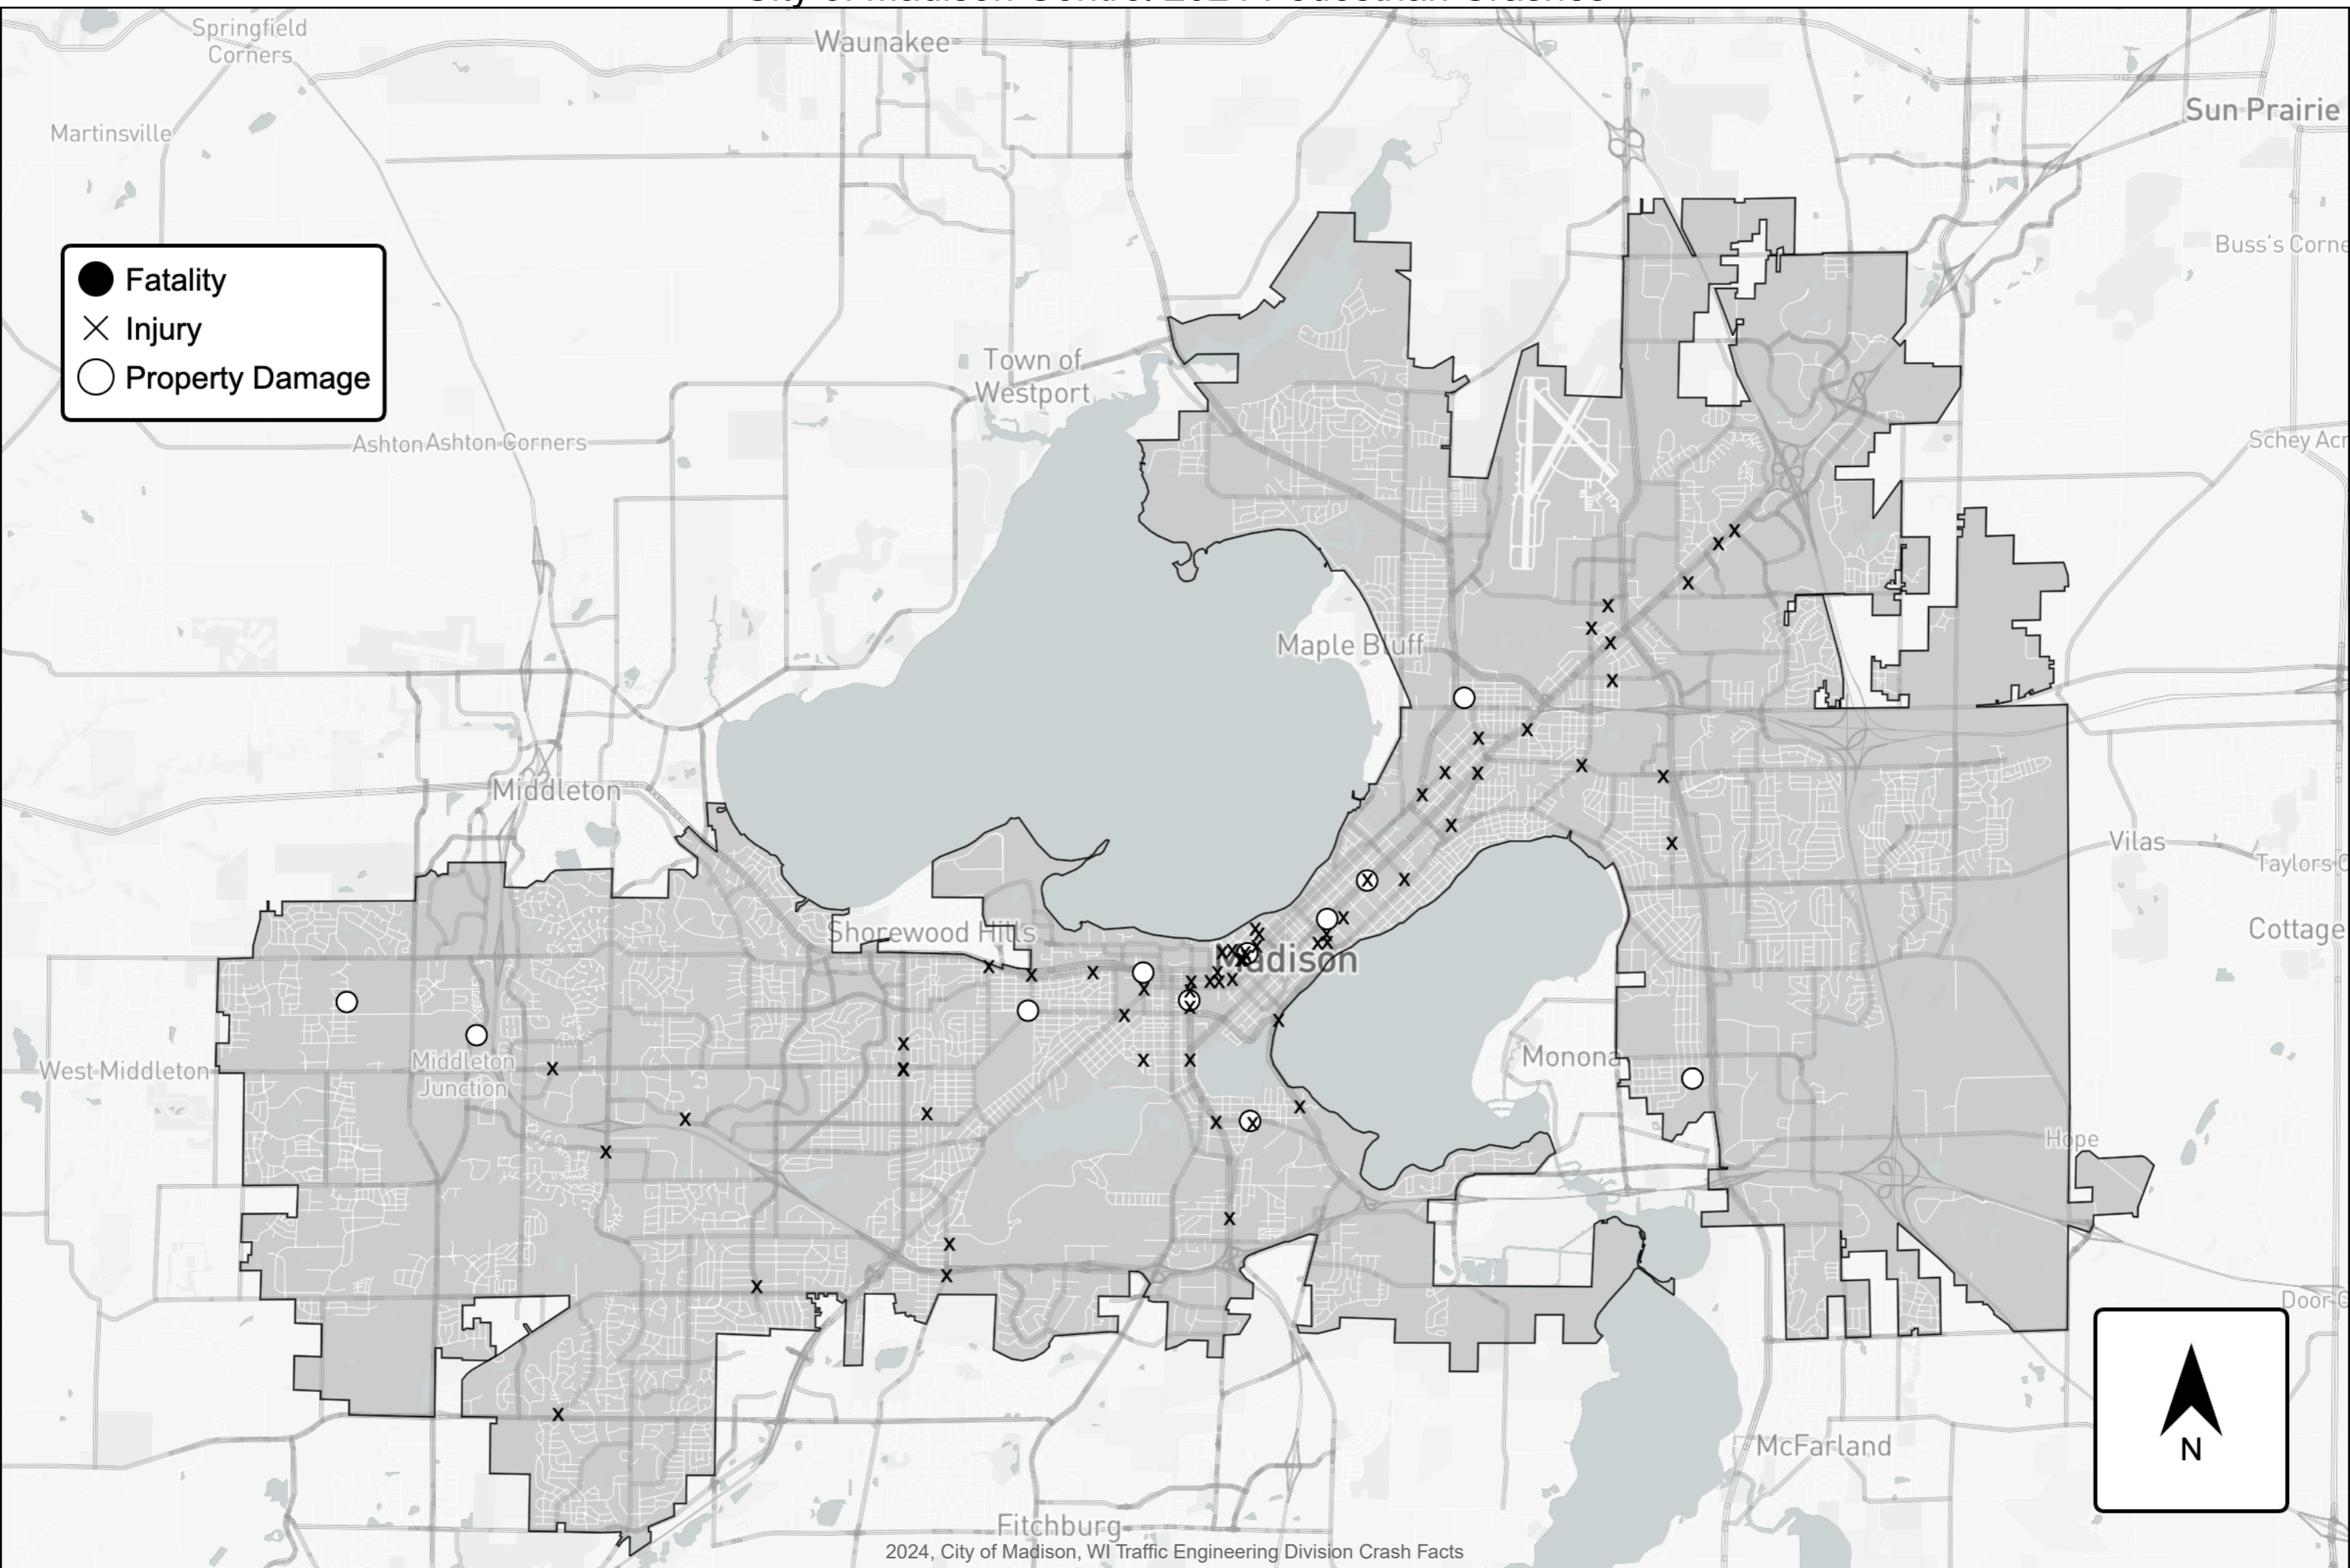 Springfield
Corners
Waunakee
Sun Prairie
Martinsville
Buss's Corne
Fatality
Injury
Property Damage
Town of
Westport
Ashton
Ashton Corners
Schey Acr
Maple Bluff
Middleton
Vilas
Taylors C
Shorewood Hills
Cottage
Madison
Middleton
Junction
West Middleton
Monona
Hope
Door C
McFarland
N
Fitchburg
2024, City of Madison, WI Traffic Engineering Division Crash Facts